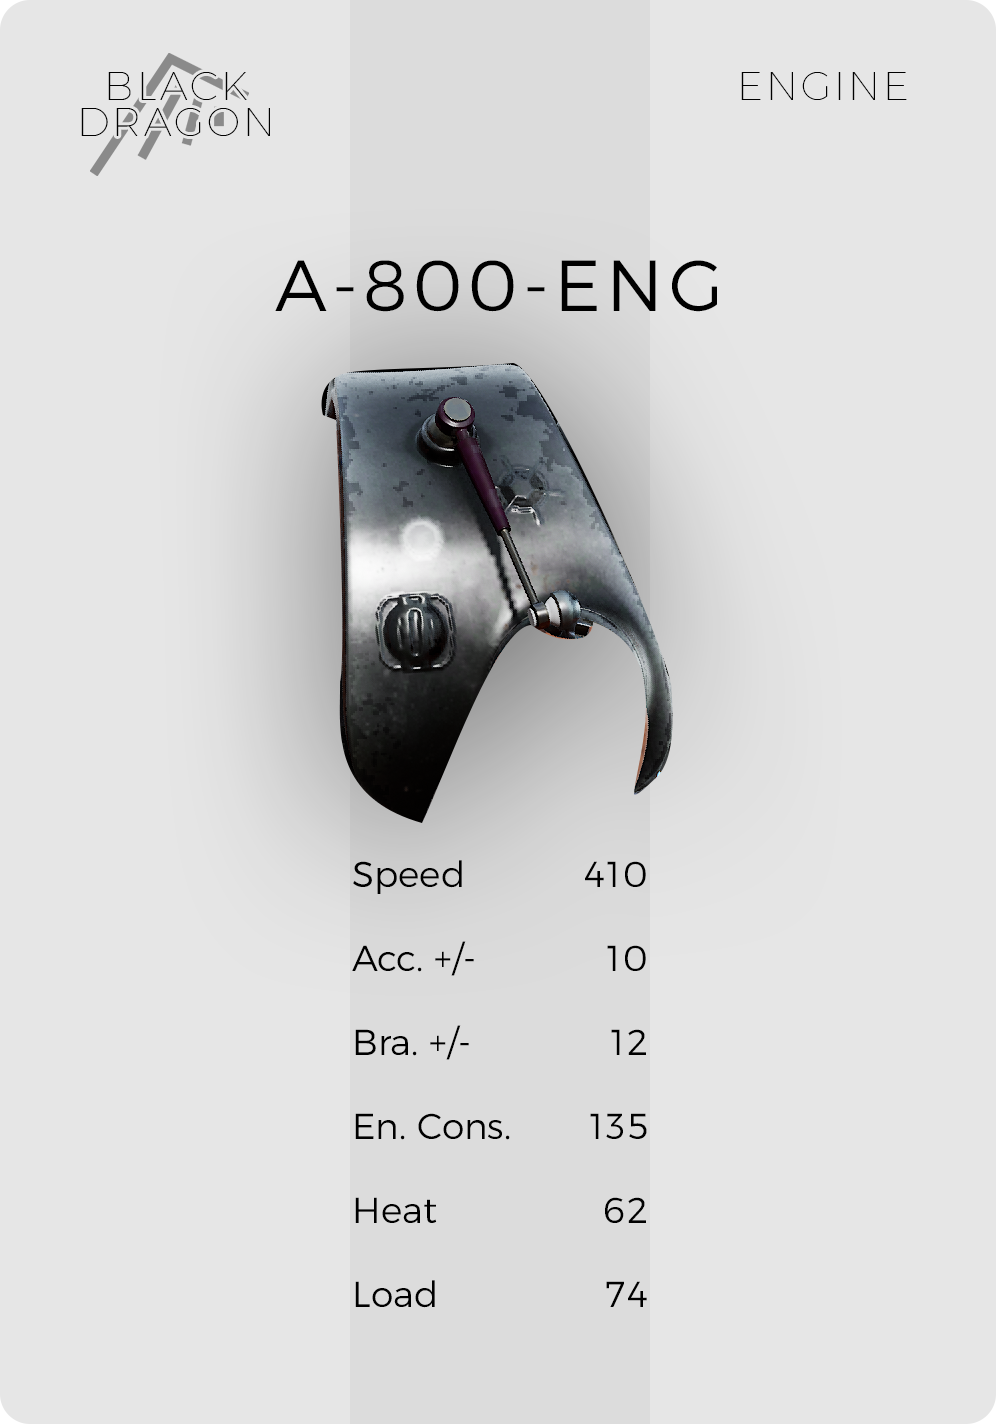 BLACK
DRAGON
ENGINE
A-800-ENG
Speed 410
Acc. +/- 10
Bra. +/- 12
En. Cons. 135
Heat 62
Load 74